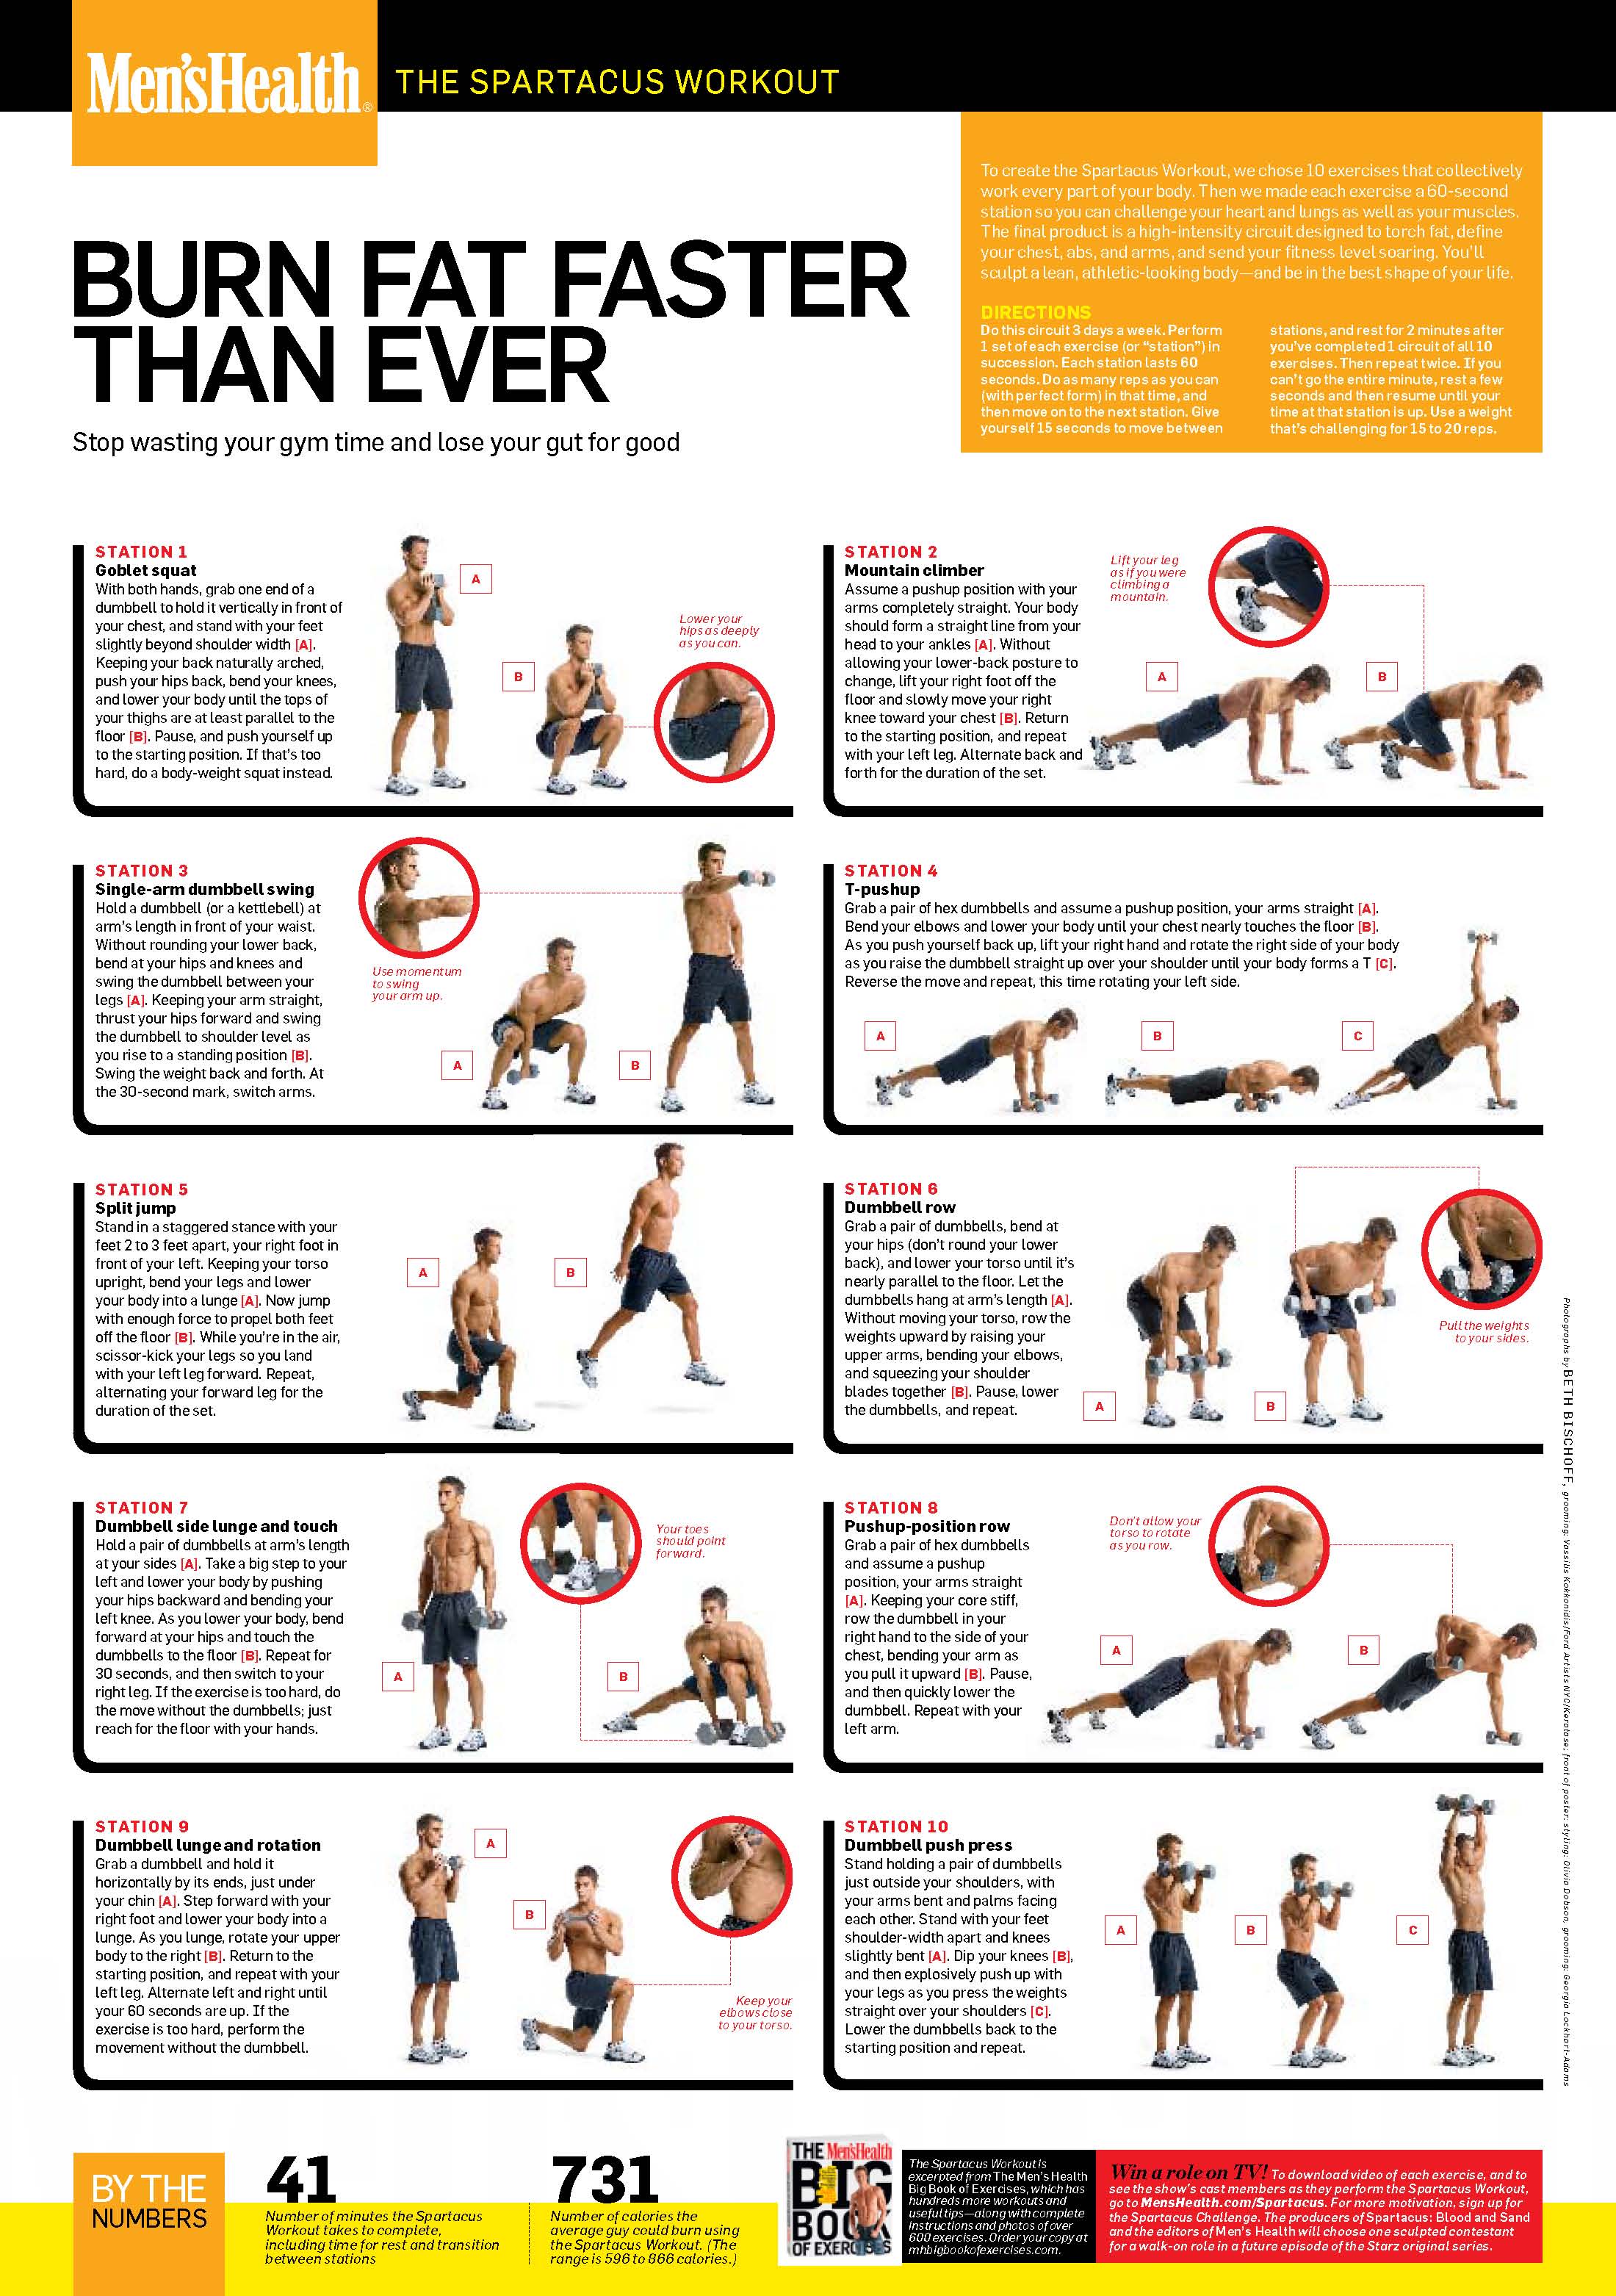 Men'sHealth®
THE SPARTACUS WORKOUT
BURN FAT FASTER
THAN EVER
Stop wasting your gym time and lose your gut for good
To create the Spartacus Workout, we chose 10 exercises that collectively
work every part of your body. Then we made each exercise a 60-second
station so you can challenge your heart and lungs as well as your muscles.
The final product is a high-intensity circuit designed to torch fat, define
your chest, abs, and arms, and send your fitness level soaring. You'll
sculpt a lean, athletic-looking body—and be in the best shape of your life.
DIRECTIONS
Do this circuit 3 days a week. Perform
1 set of each exercise (or "station") in
succession. Each station lasts 60
seconds. Do as many reps as you can
(with perfect form) in that time, and
then move on to the next station. Give
yourself 15 seconds to move between
stations, and rest for 2 minutes after
you've completed 1 circuit of all 10
exercises. Then repeat twice. If you
can't go the entire minute, rest a few
seconds and then resume until your
time at that station is up. Use a weight
that's challenging for 15 to 20 reps.
STATION 1
Goblet squat
With both hands, grab one end of a
dumbbell to hold it vertically in front of
your chest, and stand with your feet
slightly beyond shoulder width [A].
Keeping your back naturally arched,
push your hips back, bend your knees,
and lower your body until the tops of
your thighs are at least parallel to the
floor [B]. Pause, and push yourself up
to the starting position. If that's too
hard, do a body-weight squat instead.
A
B
Lower your
hips as deeply
as you can.
STATION 2
Mountain climber
Assume a pushup position with your
arms completely straight. Your body
should form a straight line from your
head to your ankles [A]. Without
allowing your lower-back posture to
change, lift your right foot off the
floor and slowly move your right
knee toward your chest [B]. Return
to the starting position, and repeat
with your left leg. Alternate back and
forth for the duration of the set.
Lift your leg
as if you were
climbing a
mountain.
A
B
STATION 3
Single-arm dumbbell swing
Hold a dumbbell (or a kettlebell) at
arm's length in front of your waist.
Without rounding your lower back,
bend at your hips and knees and
swing the dumbbell between your
legs [A]. Keeping your arm straight,
thrust your hips forward and swing
the dumbbell to shoulder level as
you rise to a standing position [B].
Swing the weight back and forth. At
the 30-second mark, switch arms.
Use momentum
to swing
your arm up.
A
B
STATION 4
T-pushup
Grab a pair of hex dumbbells and assume a pushup position, your arms straight [A].
Bend your elbows and lower your body until your chest nearly touches the floor [B].
As you push yourself back up, lift your right hand and rotate the right side of your body
as you raise the dumbbell straight up over your shoulder until your body forms a T [C].
Reverse the move and repeat, this time rotating your left side.
A
B
C
STATION 5
Split jump
Stand in a staggered stance with your
feet 2 to 3 feet apart, your right foot in
front of your left. Keeping your torso
upright, bend your legs and lower
your body into a lunge [A]. Now jump
with enough force to propel both feet
off the floor [B]. While you're in the air,
scissor-kick your legs so you land
with your left leg forward. Repeat,
alternating your forward leg for the
duration of the set.
A
B
STATION 6
Dumbbell row
Grab a pair of dumbbells, bend at
your hips (don't round your lower
back), and lower your torso until it's
nearly parallel to the floor. Let the
dumbbells hang at arm's length [A].
Without moving your torso, row the
weights upward by raising your
upper arms, bending your elbows,
and squeezing your shoulder
blades together [B]. Pause, lower
the dumbbells, and repeat.
A
B
Pull the weights
to your sides.
STATION 7
Dumbbell side lunge and touch
Hold a pair of dumbbells at arm's length
at your sides [A]. Take a big step to your
left and lower your body by pushing
your hips backward and bending your
left knee. As you lower your body, bend
forward at your hips and touch the
dumbbells to the floor [B]. Repeat for
30 seconds, and then switch to your
right leg. If the exercise is too hard, do
the move without the dumbbells; just
reach for the floor with your hands.
A
Your toes
should point
forward.
B
STATION 8
Pushup-position row
Grab a pair of hex dumbbells
and assume a pushup
position, your arms straight
[A]. Keeping your core stiff,
row the dumbbell in your
right hand to the side of your
chest, bending your arm as
you pull it upward [B]. Pause,
and then quickly lower the
dumbbell. Repeat with your
left arm.
Don't allow your
torso to rotate
as you row.
A
B
STATION 9
Dumbbell lunge and rotation
Grab a dumbbell and hold it
horizontally by its ends, just under
your chin [A]. Step forward with your
right foot and lower your body into a
lunge. As you lunge, rotate your upper
body to the right [B]. Return to the
starting position, and repeat with your
left leg. Alternate left and right until
your 60 seconds are up. If the
exercise is too hard, perform the
movement without the dumbbell.
A
B
Keep your
elbows close
to your torso.
STATION 10
Dumbbell push press
Stand holding a pair of dumbbells
just outside your shoulders, with
your arms bent and palms facing
each other. Stand with your feet
shoulder-width apart and knees
slightly bent [A]. Dip your knees [B],
and then explosively push up with
your legs as you press the weights
straight over your shoulders [C].
Lower the dumbbells back to the
starting position and repeat.
A
B
C
Photographs by BETH BISCHOFF, grooming: Vassilis Kokkonidis/Ford Artists NYC/Keratase; front of poster: styling: Olivia Dobson, grooming: Georgia Lockhart-Adams
BY THE
NUMBERS
41
Number of minutes the Spartacus
Workout takes to complete,
including time for rest and transition
between stations
731
Number of calories the
average guy could burn using
the Spartacus Workout. (The
range is 596 to 866 calories.)
THE Men'sHealth
BIG
BOOK
OF EXERCISES
The Spartacus Workout is
excerpted from The Men's Health
Big Book of Exercises, which has
hundreds more workouts and
useful tips—along with complete
instructions and photos of over
600 exercises. Order your copy at
mhbigbookofexercises.com.
Win a role on TV! To download video of each exercise, and to
see the show's cast members as they perform the Spartacus Workout,
go to MensHealth.com/Spartacus. For more motivation, sign up for
the Spartacus Challenge. The producers of Spartacus: Blood and Sand
and the editors of Men's Health will choose one sculpted contestant
for a walk-on role in a future episode of the Starz original series.